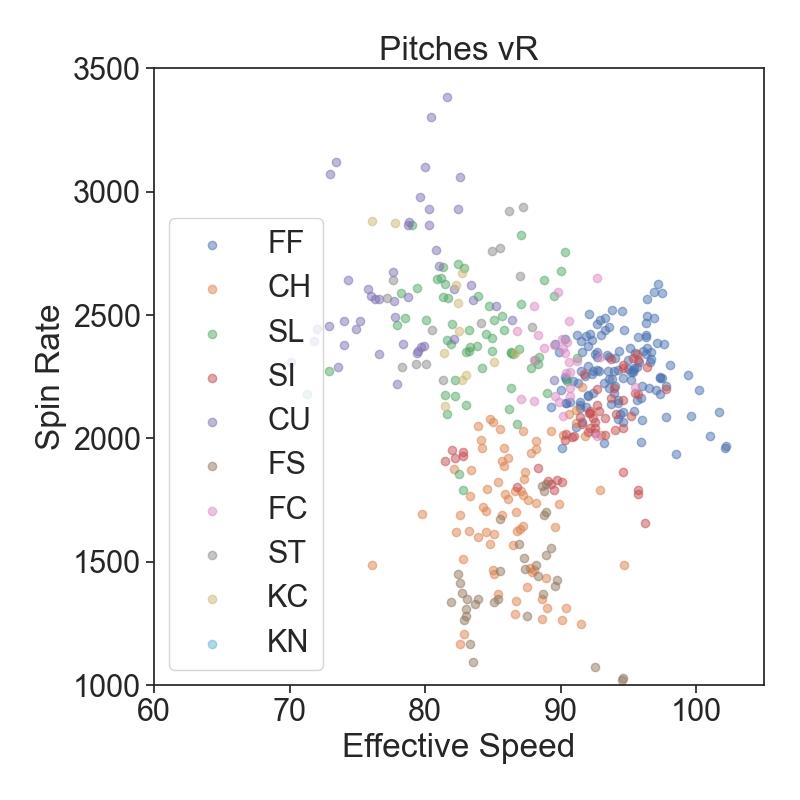 Pitches vR
3500
3000
2500
2000
1500
1000
Spin Rate
FF
CH
SL
SI
CU
FS
FC
ST
KC
KN
60 70 80 90 100
Effective Speed